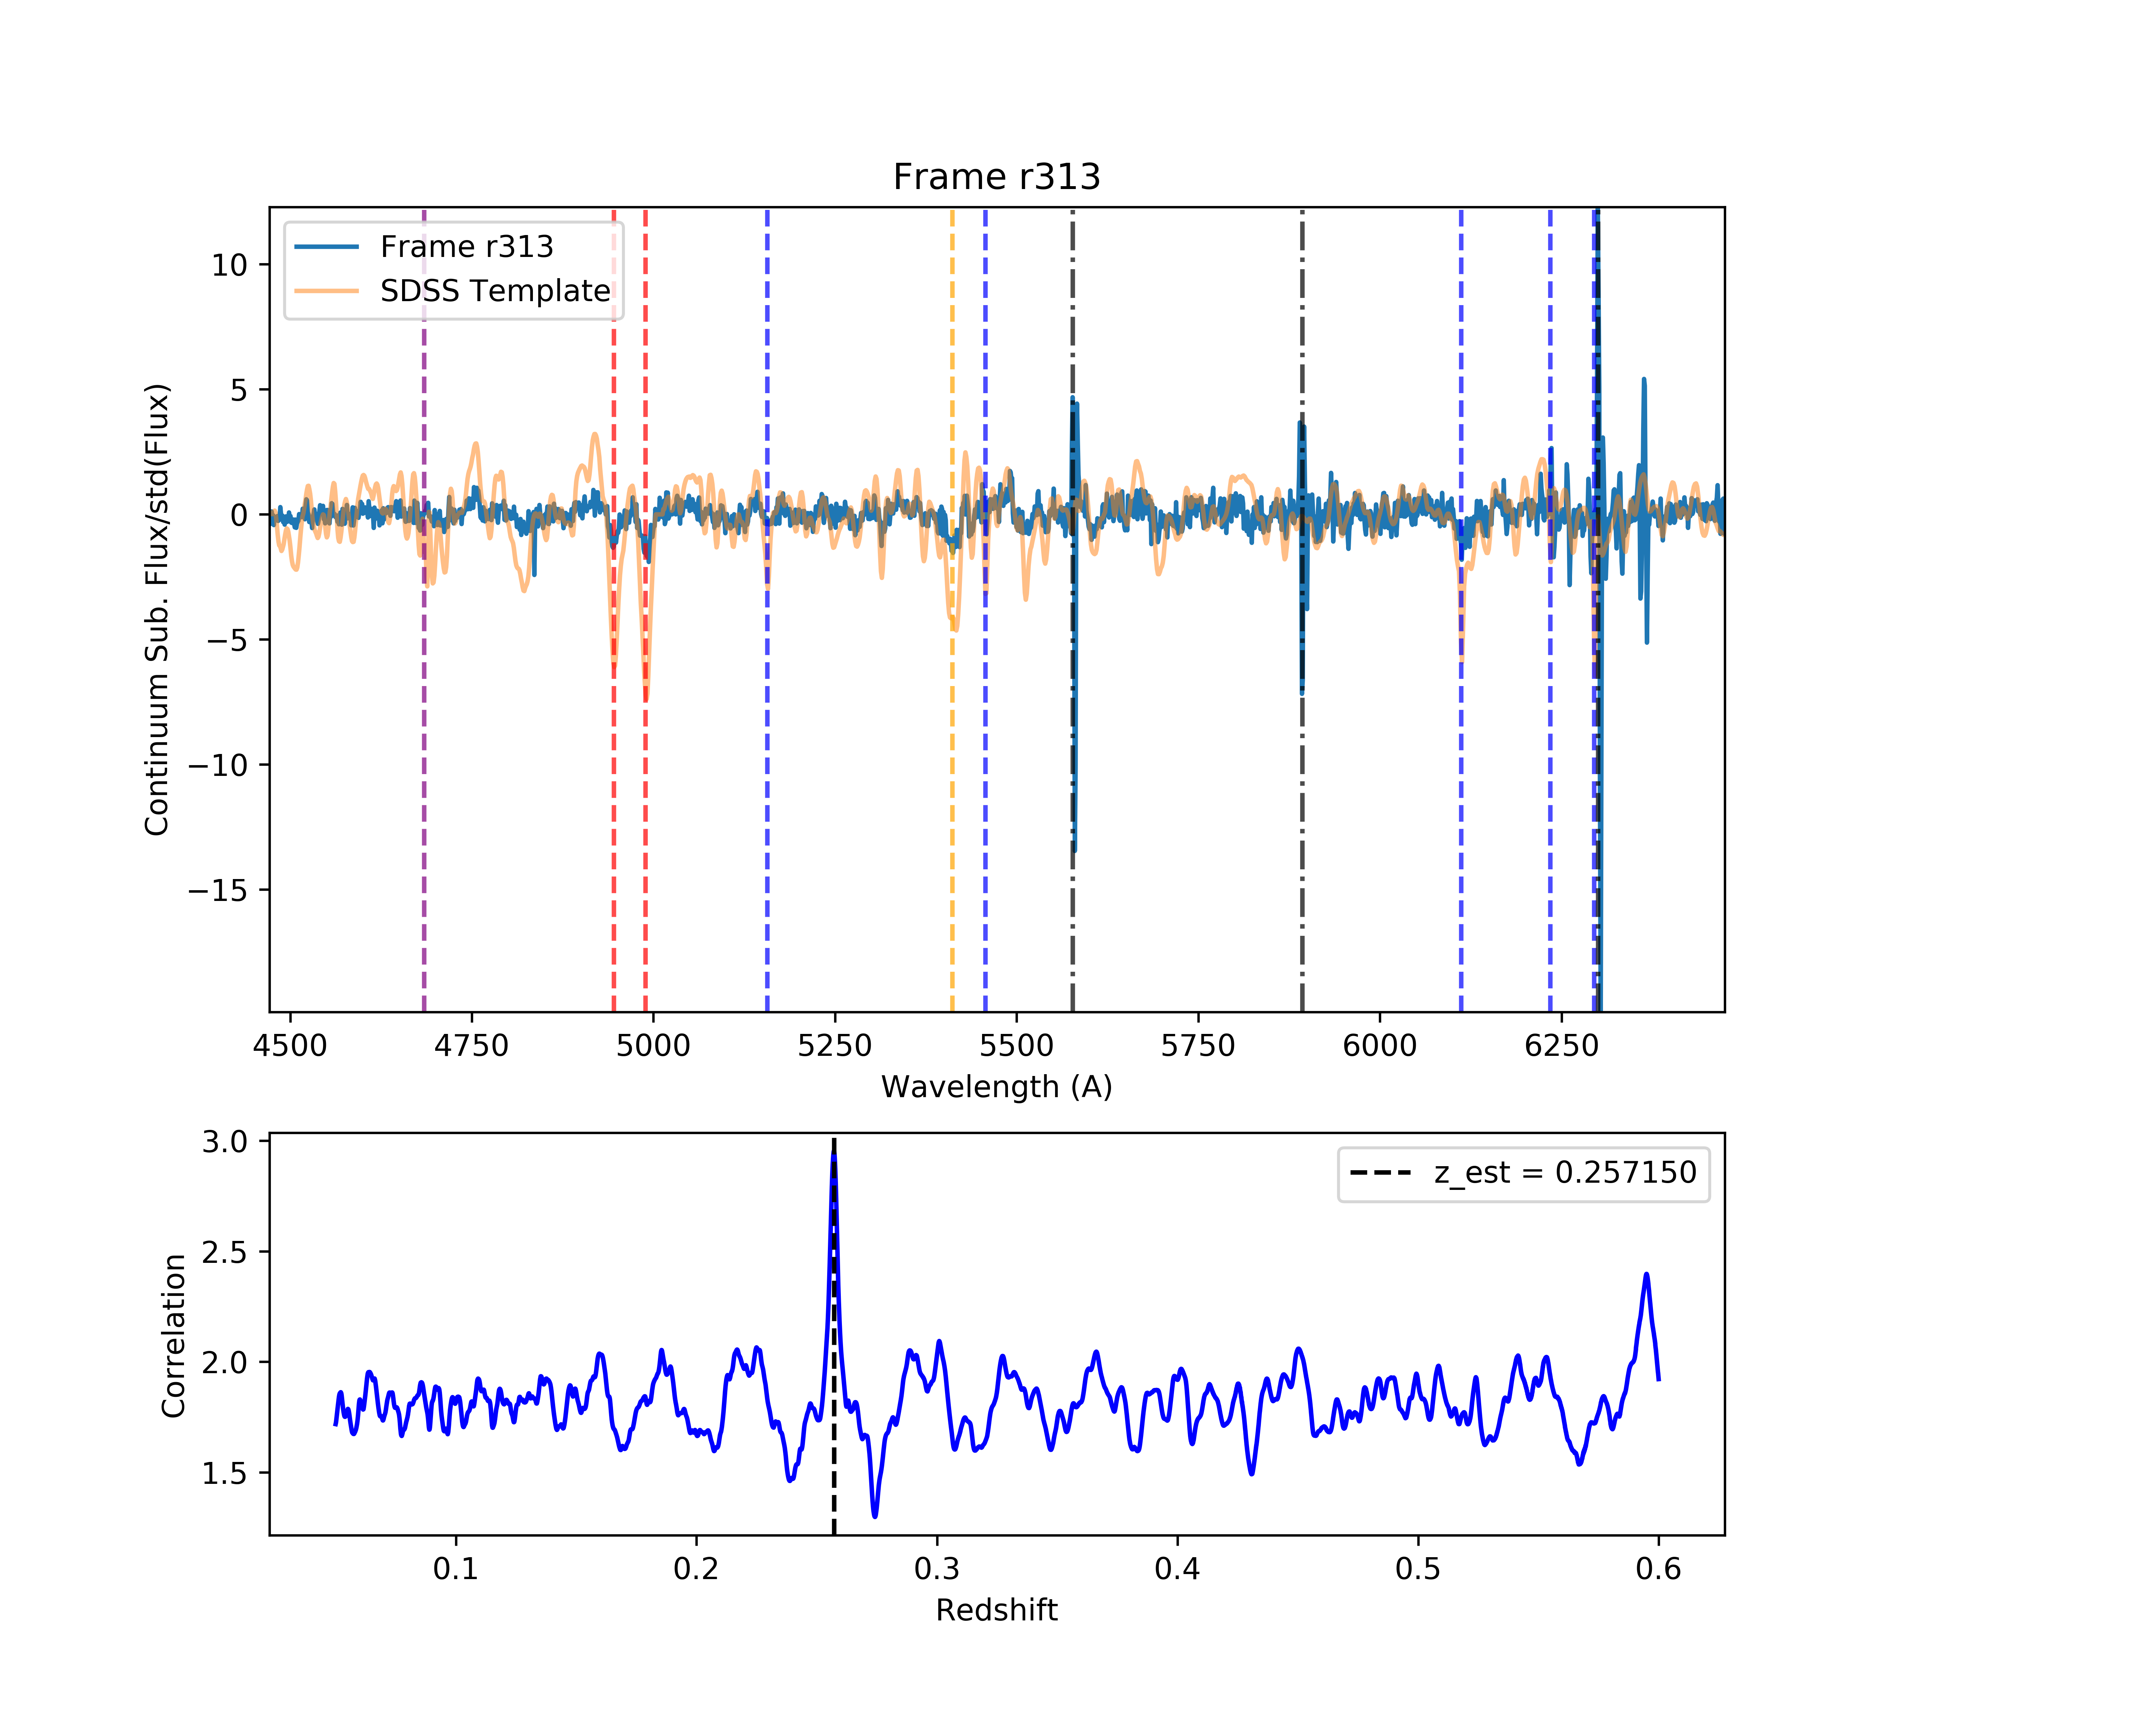 Frame r313
Frame r313
SDSS Template
10
5
0
−5
−10
−15
Continuum Sub. Flux/std(Flux)
4500 4750 5000 5250 5500 5750 6000 6250
Wavelength (A)
3.0
2.5
2.0
1.5
Correlation
z_est = 0.257150
0.1 0.2 0.3 0.4 0.5 0.6
Redshift